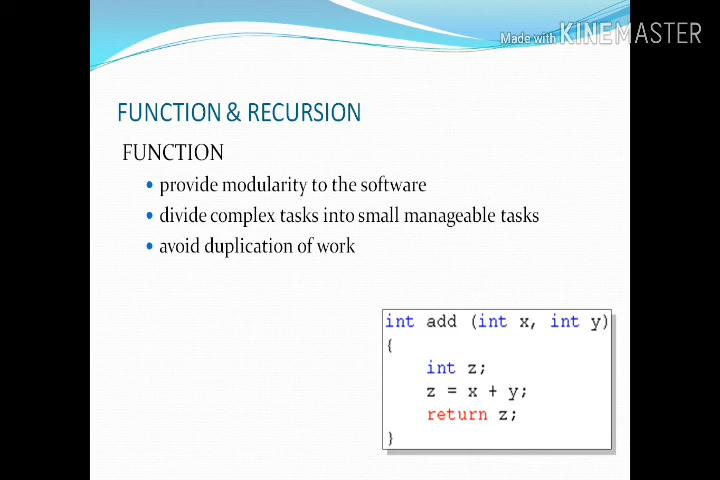 Made with KINEMASTER
FUNCTION & RECURSION
FUNCTION
• provide modularity to the software
• divide complex tasks into small manageable tasks
• avoid duplication of work
int add (int x, int y)
{
int z;
z = x + y;
return z;
}